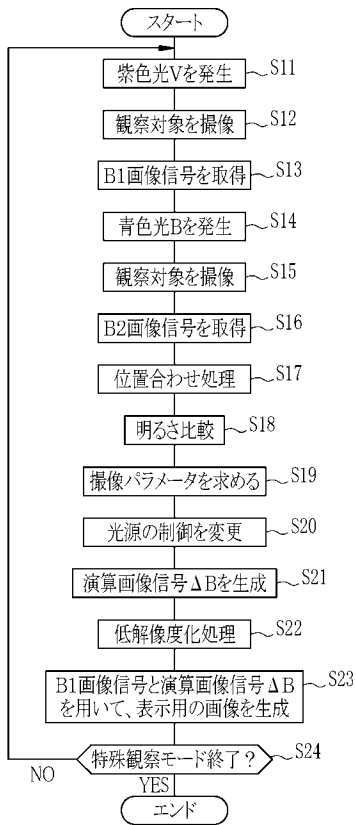 スタート
紫色光Vを発生
S11
観察対象を撮像
S12
B1画像信号を取得
S13
青色光Bを発生
S14
観察対象を撮像
S15
B2画像信号を取得
S16
位置合わせ処理
S17
明るさ比較
S18
撮像パラメータを求める
S19
光源の制御を変更
S20
演算画像信号ΔBを生成
S21
低解像度化処理
S22
B1画像信号と演算画像信号ΔB
を用いて、表示用の画像を生成
S23
特殊観察モード終了？
S24
NO
YES
エンド